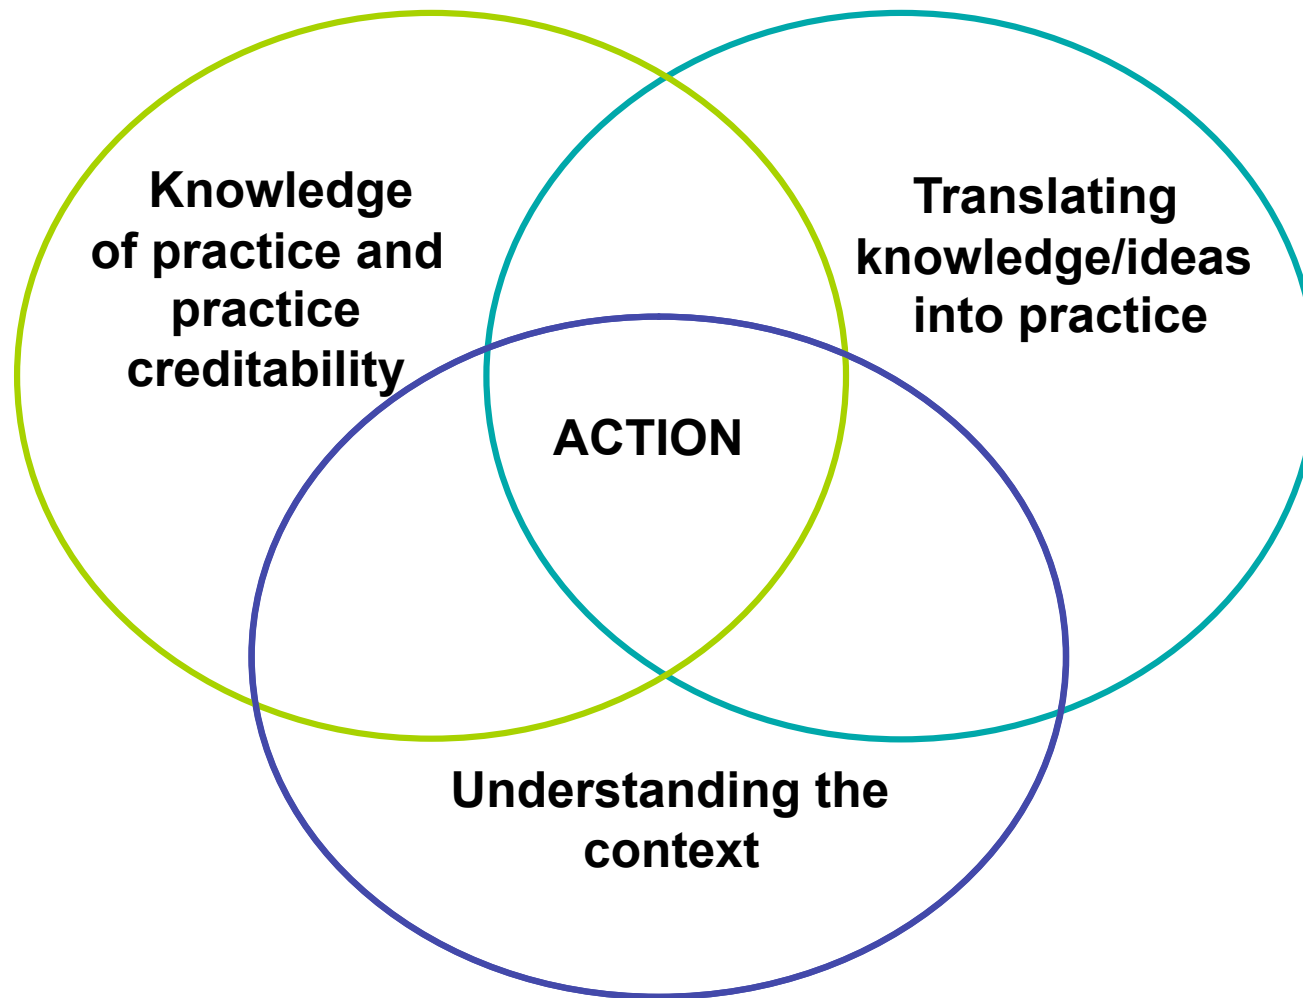 Knowledge
of practice and
practice
creditability
Translating
knowledge/ideas
into practice
ACTION
Understanding the
context